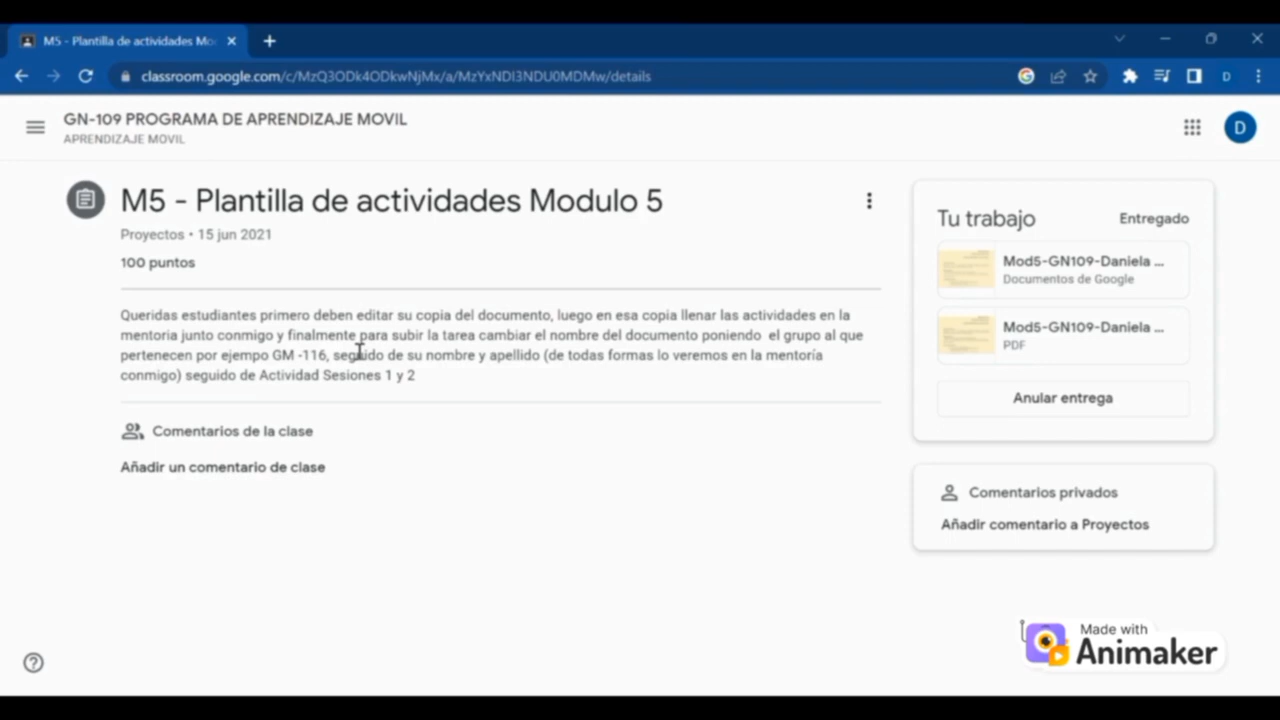 M5 - Plantilla de actividades Mo
classroom.google.com/c/MzQ3ODk4ODkwNjMx/a/MzYxNDI3NDU0MDMw/details
GN-109 PROGRAMA DE APRENDIZAJE MOVIL
APRENDIZAJE MOVIL
D
M5 - Plantilla de actividades Modulo 5
Proyectos • 15 jun 2021
100 puntos
Queridas estudiantes primero deben editar su copia del documento, luego en esa copia llenar las actividades en la
mentoria junto conmigo y finalmente para subir la tarea cambiar el nombre del documento poniendo el grupo al que
pertenecen por ejempo GM -116, seguido de su nombre y apellido (de todas formas lo veremos en la mentoría
conmigo) seguido de Actividad Sesiones 1 y 2
Comentarios de la clase
Añadir un comentario de clase
Tu trabajo
Entregado
Mod5-GN109-Daniela ...
Documentos de Google
Mod5-GN109-Daniela ...
PDF
Anular entrega
Comentarios privados
Añadir comentario a Proyectos
Made with
Animaker